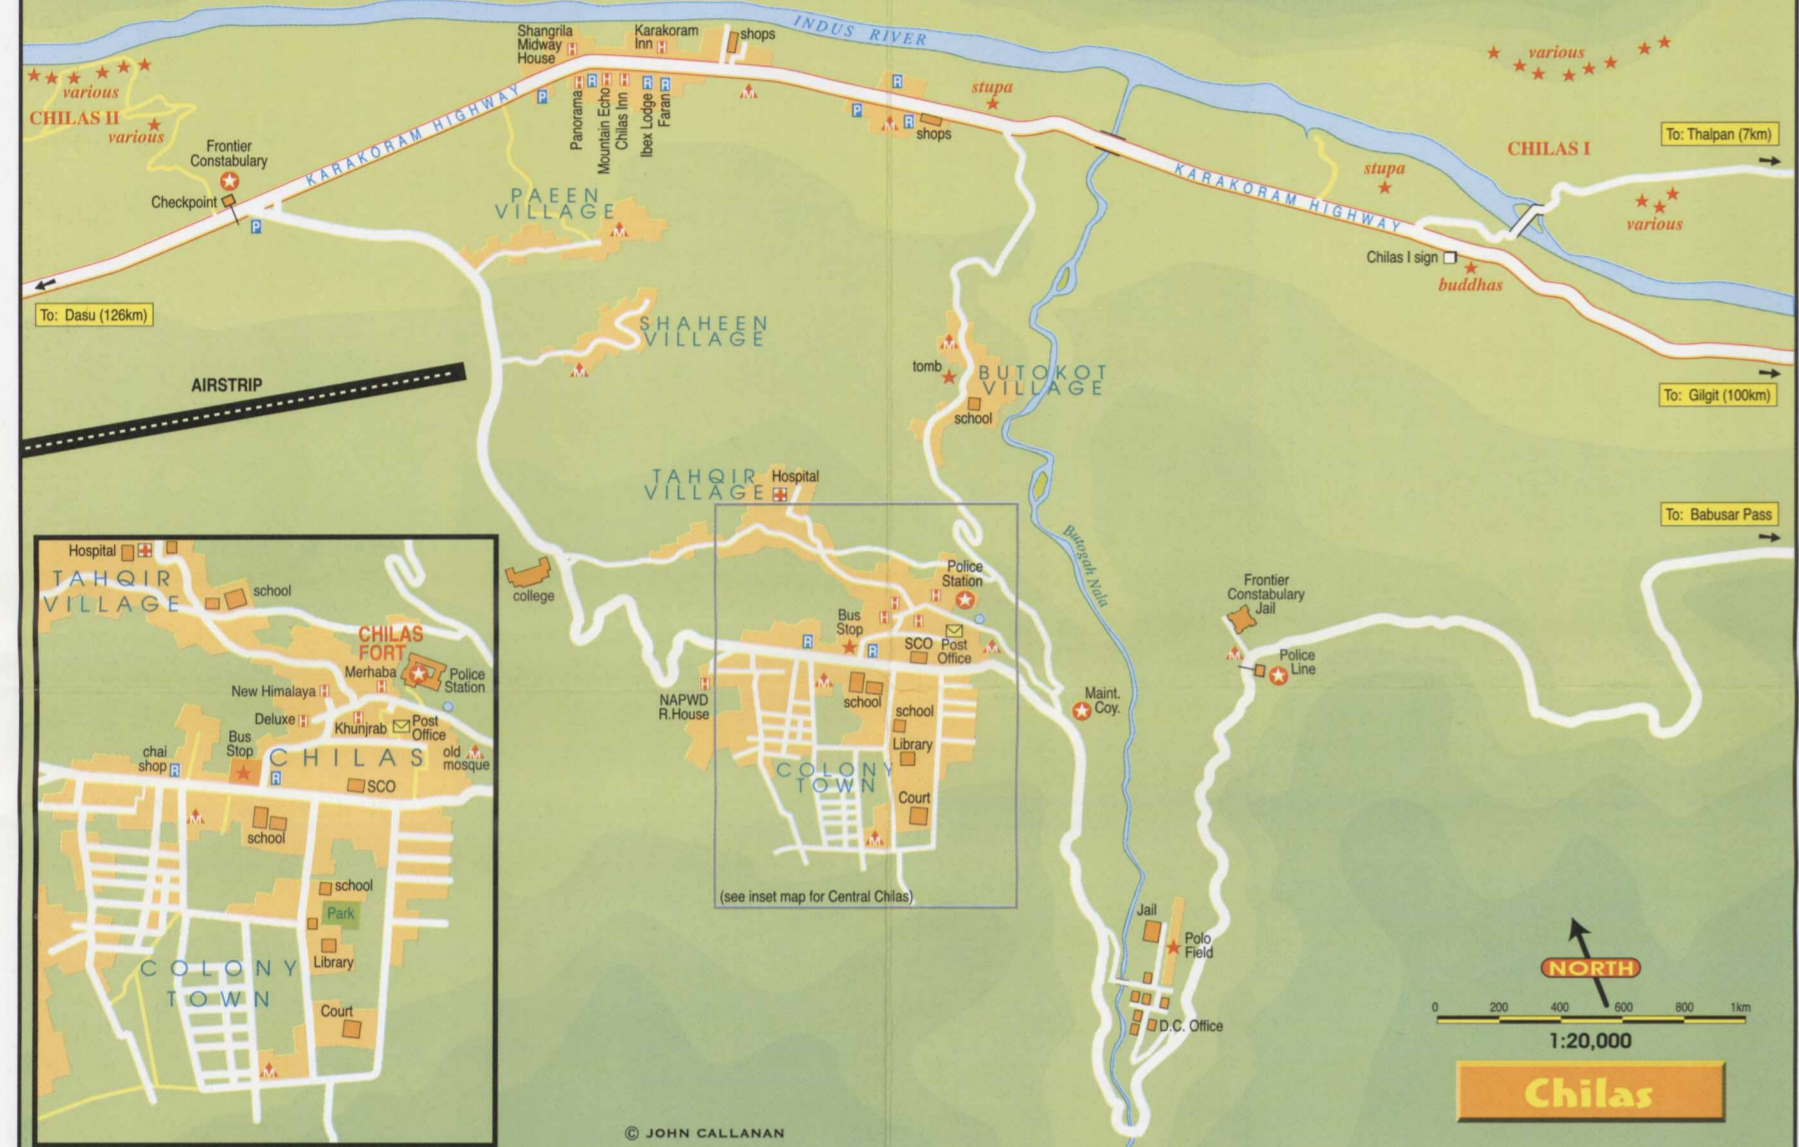 INDUS RIVER
Shangrila
Midway
House
Karakoram
Inn
shops
various
CHILAS II
various
Frontier
Constabulary
Checkpoint
KARAKORAM HIGHWAY
Panorama
Mountain Echo
Chilas Inn
Ibex Lodge
Faran
shops
stupa
various
CHILAS I
To: Thalpan (7km)
stupa
various
KARAKORAM HIGHWAY
Chilas I sign
buddhas
To: Dasu (126km)
PAEEN
VILLAGE
SHAHEEN
VILLAGE
AIRSTRIP
tomb
BUTOKOT
VILLAGE
school
To: Gilgit (100km)
TAHQIR
VILLAGE
Hospital
To: Babusar Pass
Butogah Nala
college
Police
Station
Bus
Stop
SCO
Post
Office
NAPWD
R.House
school
school
Library
COLONY
TOWN
Court
(see inset map for Central Chilas)
Maint.
Coy.
Frontier
Constabulary
Jail
Police
Line
Jail
Polo
Field
D.C. Office
Hospital
TAHQIR
VILLAGE
school
CHILAS
FORT
Merhaba
Police
Station
New Himalaya
Deluxe
Khunjrab
Post
Office
Bus
Stop
chai
shop
CHILAS
old
mosque
SCO
school
school
Park
Library
COLONY
TOWN
Court
NORTH
0 200 400 600 800 1km
1:20,000
Chilas
© JOHN CALLANAN
P
P
P
R
R
R
R
R
R
R
R
R
H
H
H
H
H
H
H
H
H
H
H
H
H
H
M
M
M
M
M
M
M
M
M
M
M
M
M